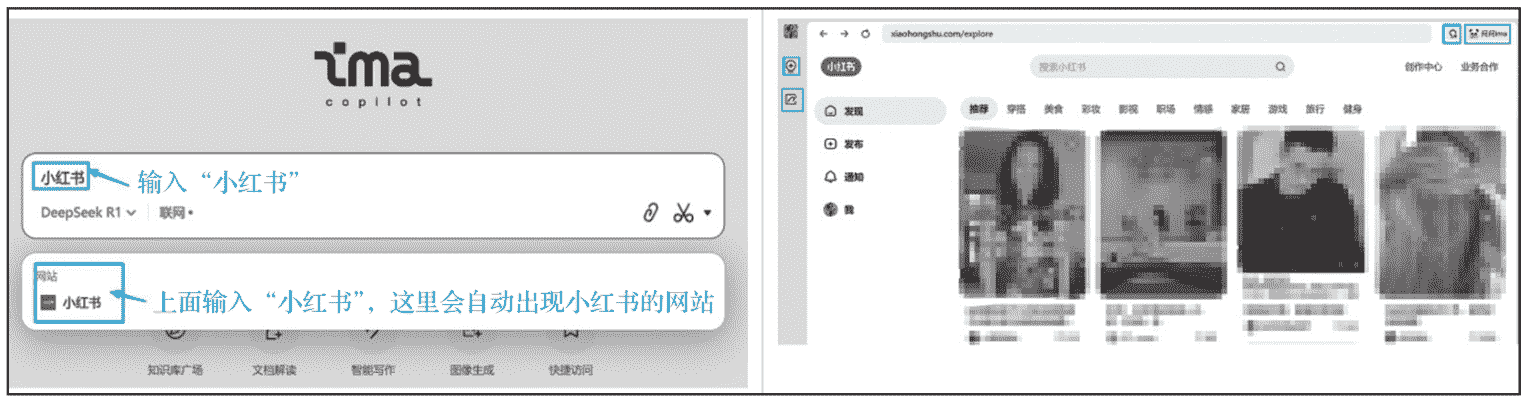 ima
copilot
小红书
输入“小红书”
DeepSeek R1
联网
网站
小红书
上面输入“小红书”，这里会自动出现小红书的网站
知识库广场 文档解读 智能写作 图像生成 快捷访问
xiaohongshu.com/explore
问问ima
小红书
搜索小红书
创作中心 业务合作
发现
发布
通知
我
推荐 穿搭 美食 彩妆 影视 职场 情感 家居 游戏 旅行 健身